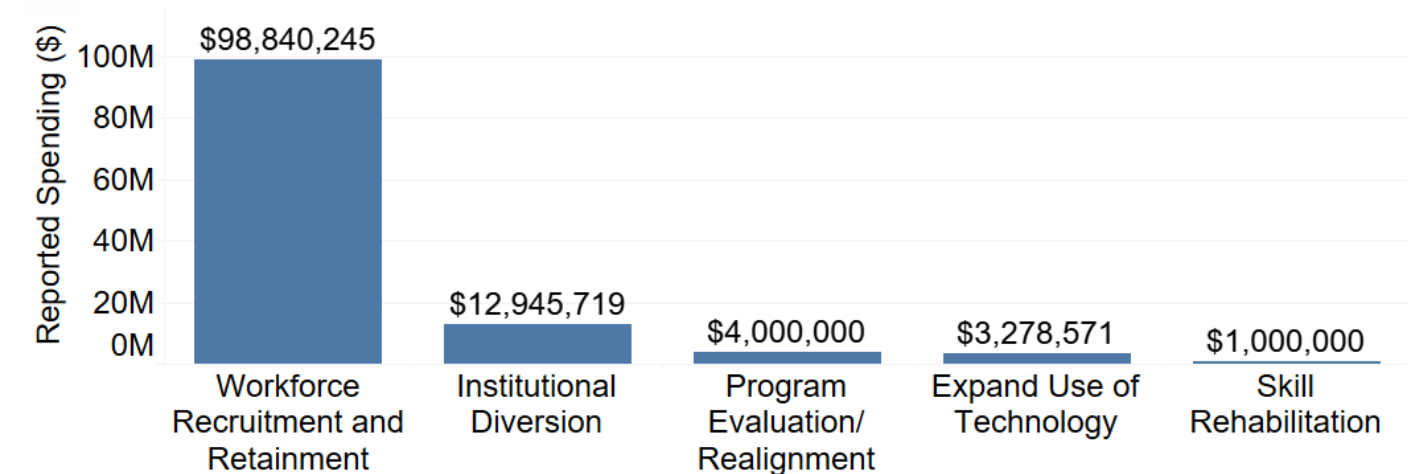 Reported Spending ($)
100M
80M
60M
40M
20M
0M
$98,840,245
$12,945,719
$4,000,000
$3,278,571
$1,000,000
Workforce
Recruitment and
Retainment
Institutional
Diversion
Program
Evaluation/
Realignment
Expand Use of
Technology
Skill
Rehabilitation